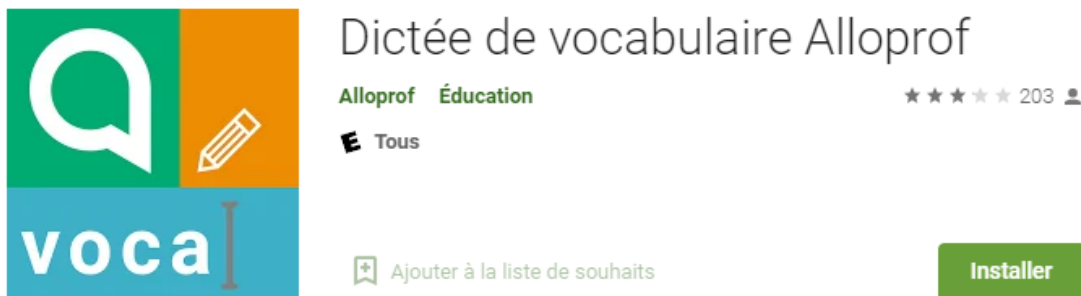 Dictée de vocabulaire Alloprof
Alloprof Éducation
203
E Tous
voca
Ajouter à la liste de souhaits
Installer